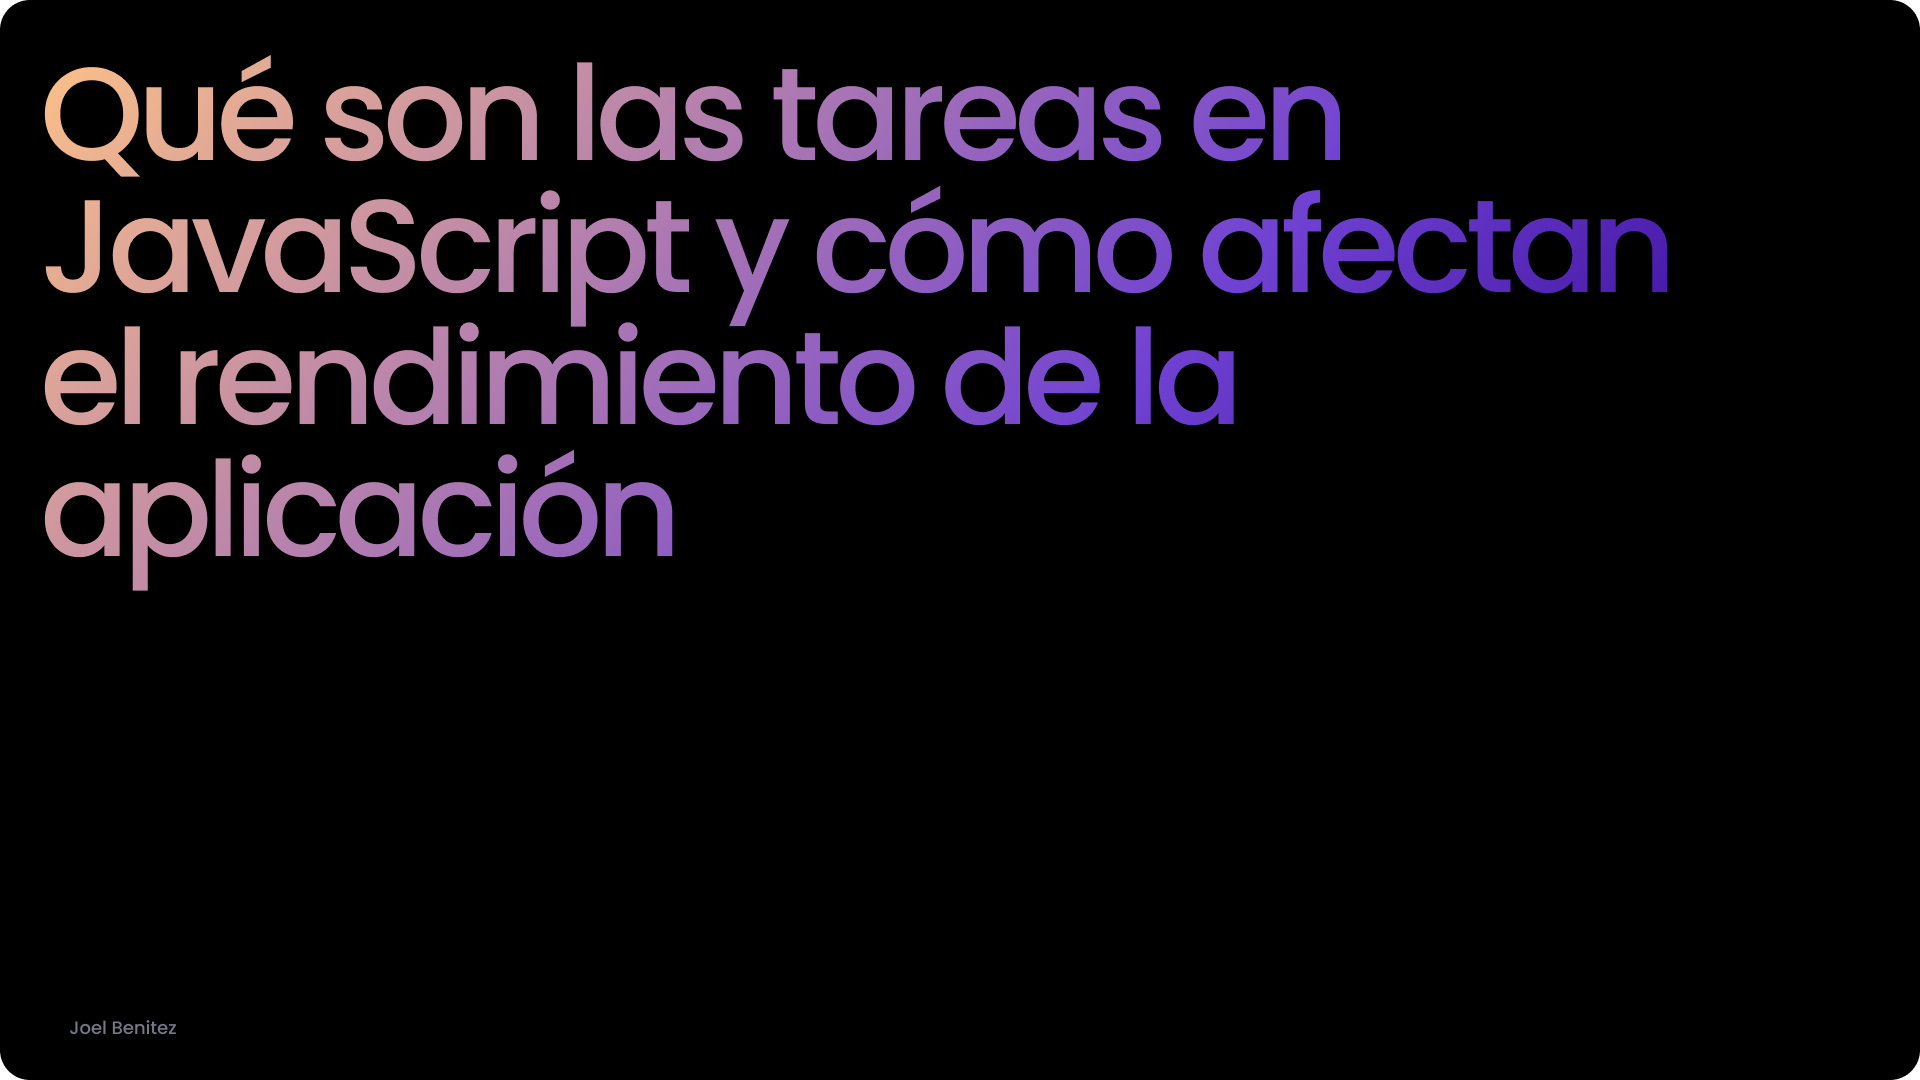 Qué son las tareas en
JavaScript y cómo afectan
el rendimiento de la
aplicación
Joel Benitez